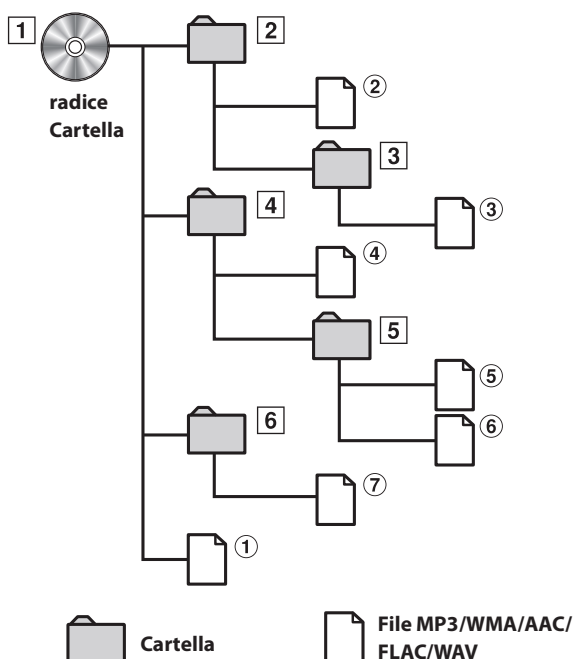 1
2
radice
Cartella
②
3
4
③
④
5
⑤
6
⑥
⑦
①
Cartella
File MP3/WMA/AAC/
FLAC/WAV